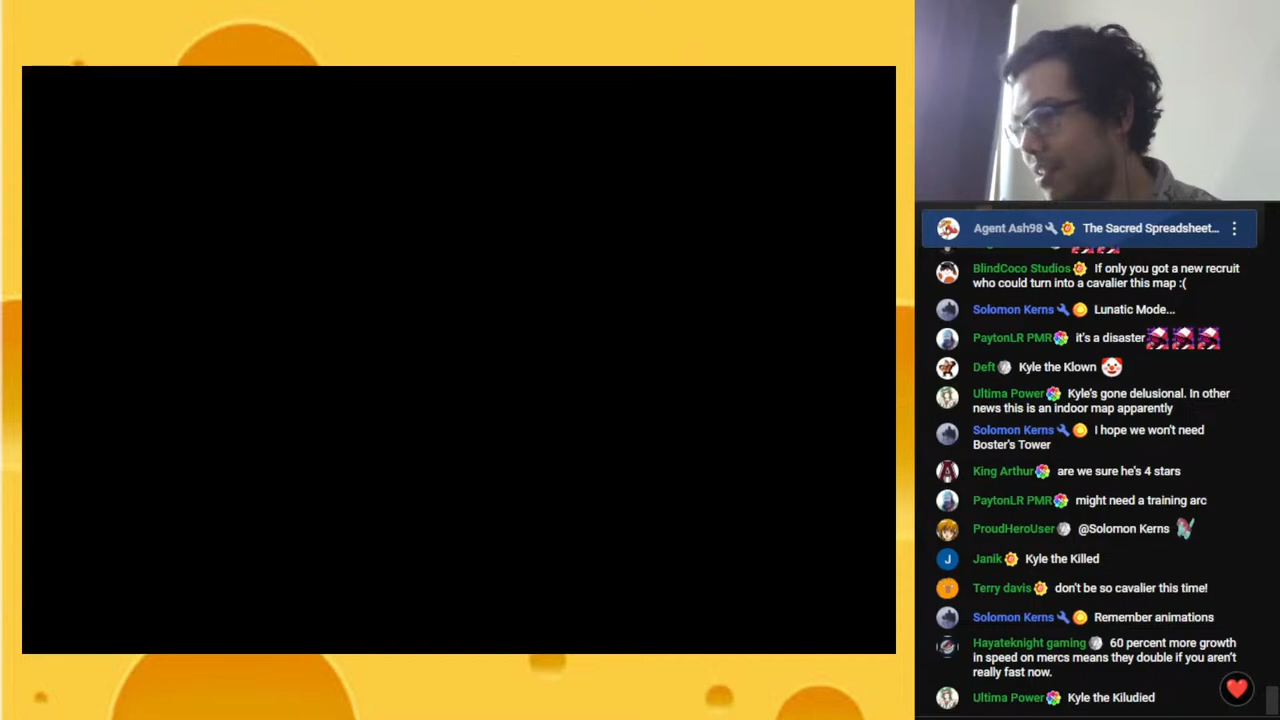 Agent Ash98 The Sacred Spreadsheet...
BlindCoco Studios If only you got a new recruit
who could turn into a cavalier this map :(
Solomon Kerns Lunatic Mode...
PaytonLR PMR it's a disaster
Deft Kyle the Klown
Ultima Power Kyle's gone delusional. In other
news this is an indoor map apparently
Solomon Kerns I hope we won't need
Boster's Tower
King Arthur are we sure he's 4 stars
PaytonLR PMR might need a training arc
ProudHeroUser @Solomon Kerns
J
Janik Kyle the Killed
Terry davis don't be so cavalier this time!
Solomon Kerns Remember animations
Hayateknight gaming 60 percent more growth
in speed on mercs means they double if you aren't
really fast now.
Ultima Power Kyle the Kiludied